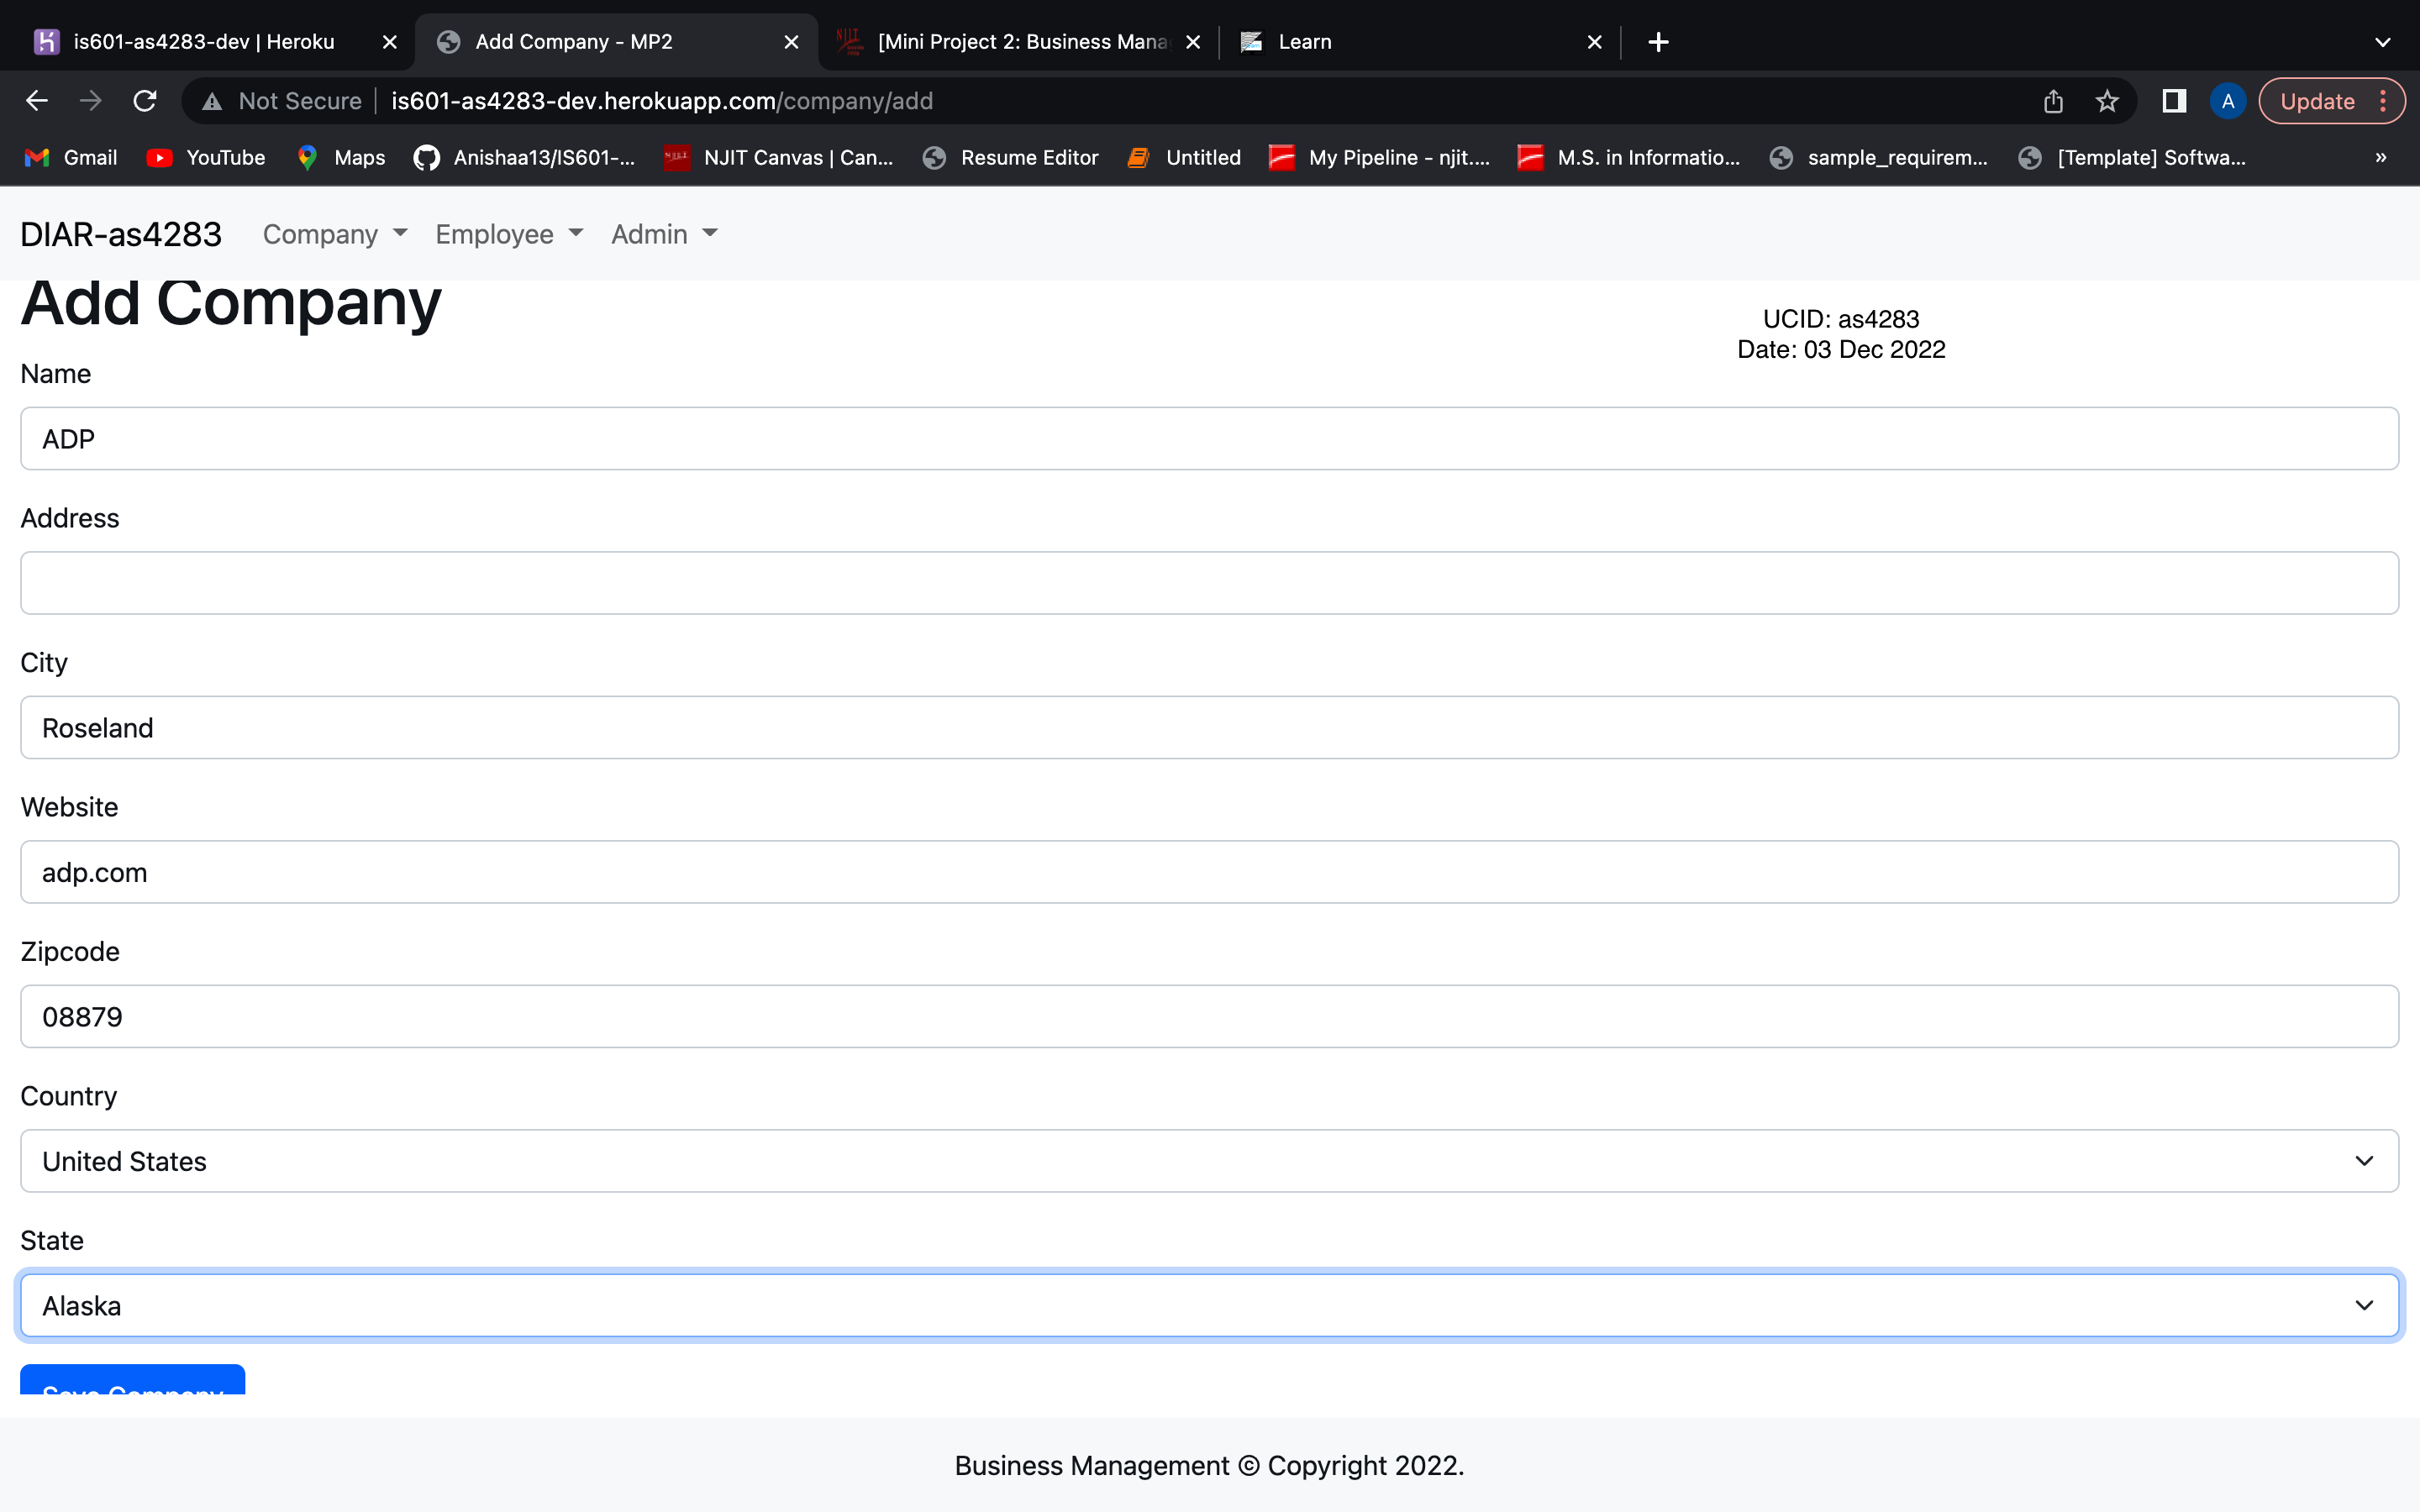 is601-as4283-dev | Heroku
Add Company - MP2
[Mini Project 2: Business Mana
Learn
Not Secure
is601-as4283-dev.herokuapp.com/company/add
A
Update
Gmail
YouTube
Maps
Anishaa13/IS601-...
NJIT Canvas | Can...
Resume Editor
Untitled
My Pipeline - njit....
M.S. in Informatio...
sample_requirem...
[Template] Softwa...
»
DIAR-as4283
Company
Employee
Admin
Add Company
UCID: as4283
Date: 03 Dec 2022
Name
ADP
Address
City
Roseland
Website
adp.com
Zipcode
08879
Country
United States
State
Alaska
Save Company
Business Management © Copyright 2022.